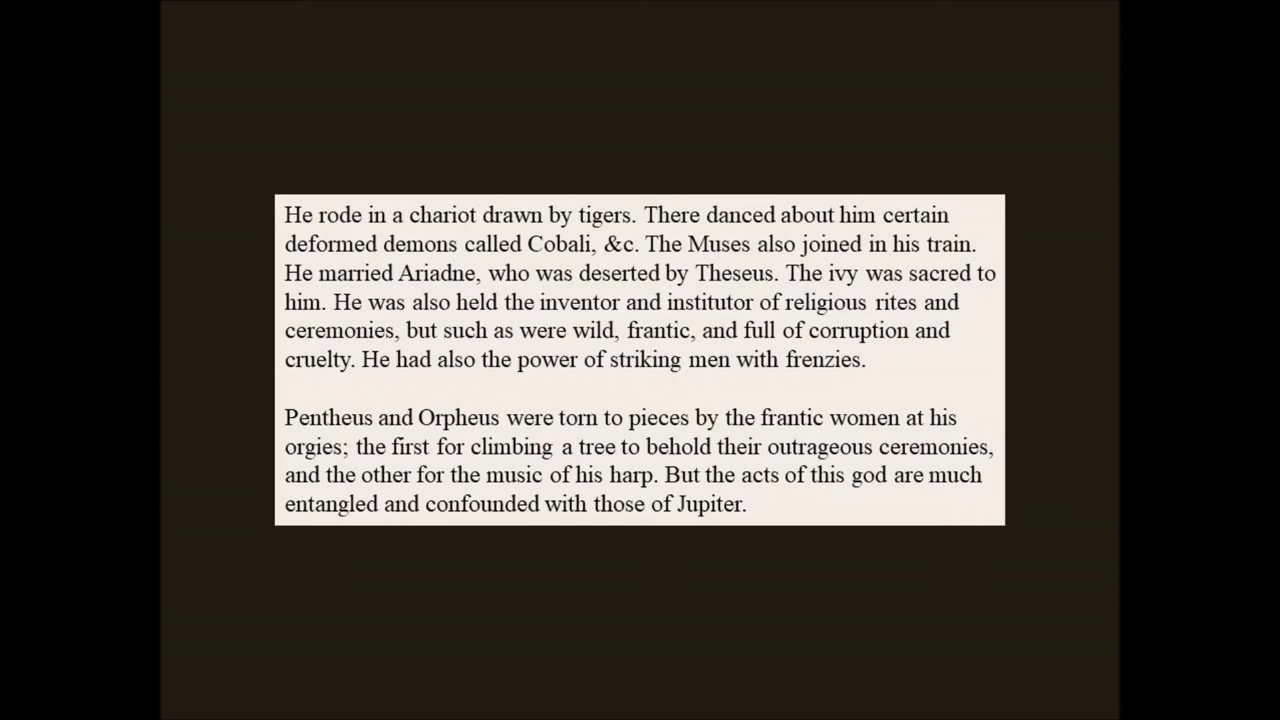 He rode in a chariot drawn by tigers. There danced about him certain
deformed demons called Cobali, &c. The Muses also joined in his train.
He married Ariadne, who was deserted by Theseus. The ivy was sacred to
him. He was also held the inventor and institutor of religious rites and
ceremonies, but such as were wild, frantic, and full of corruption and
cruelty. He had also the power of striking men with frenzies.
Pentheus and Orpheus were torn to pieces by the frantic women at his
orgies; the first for climbing a tree to behold their outrageous ceremonies,
and the other for the music of his harp. But the acts of this god are much
entangled and confounded with those of Jupiter.